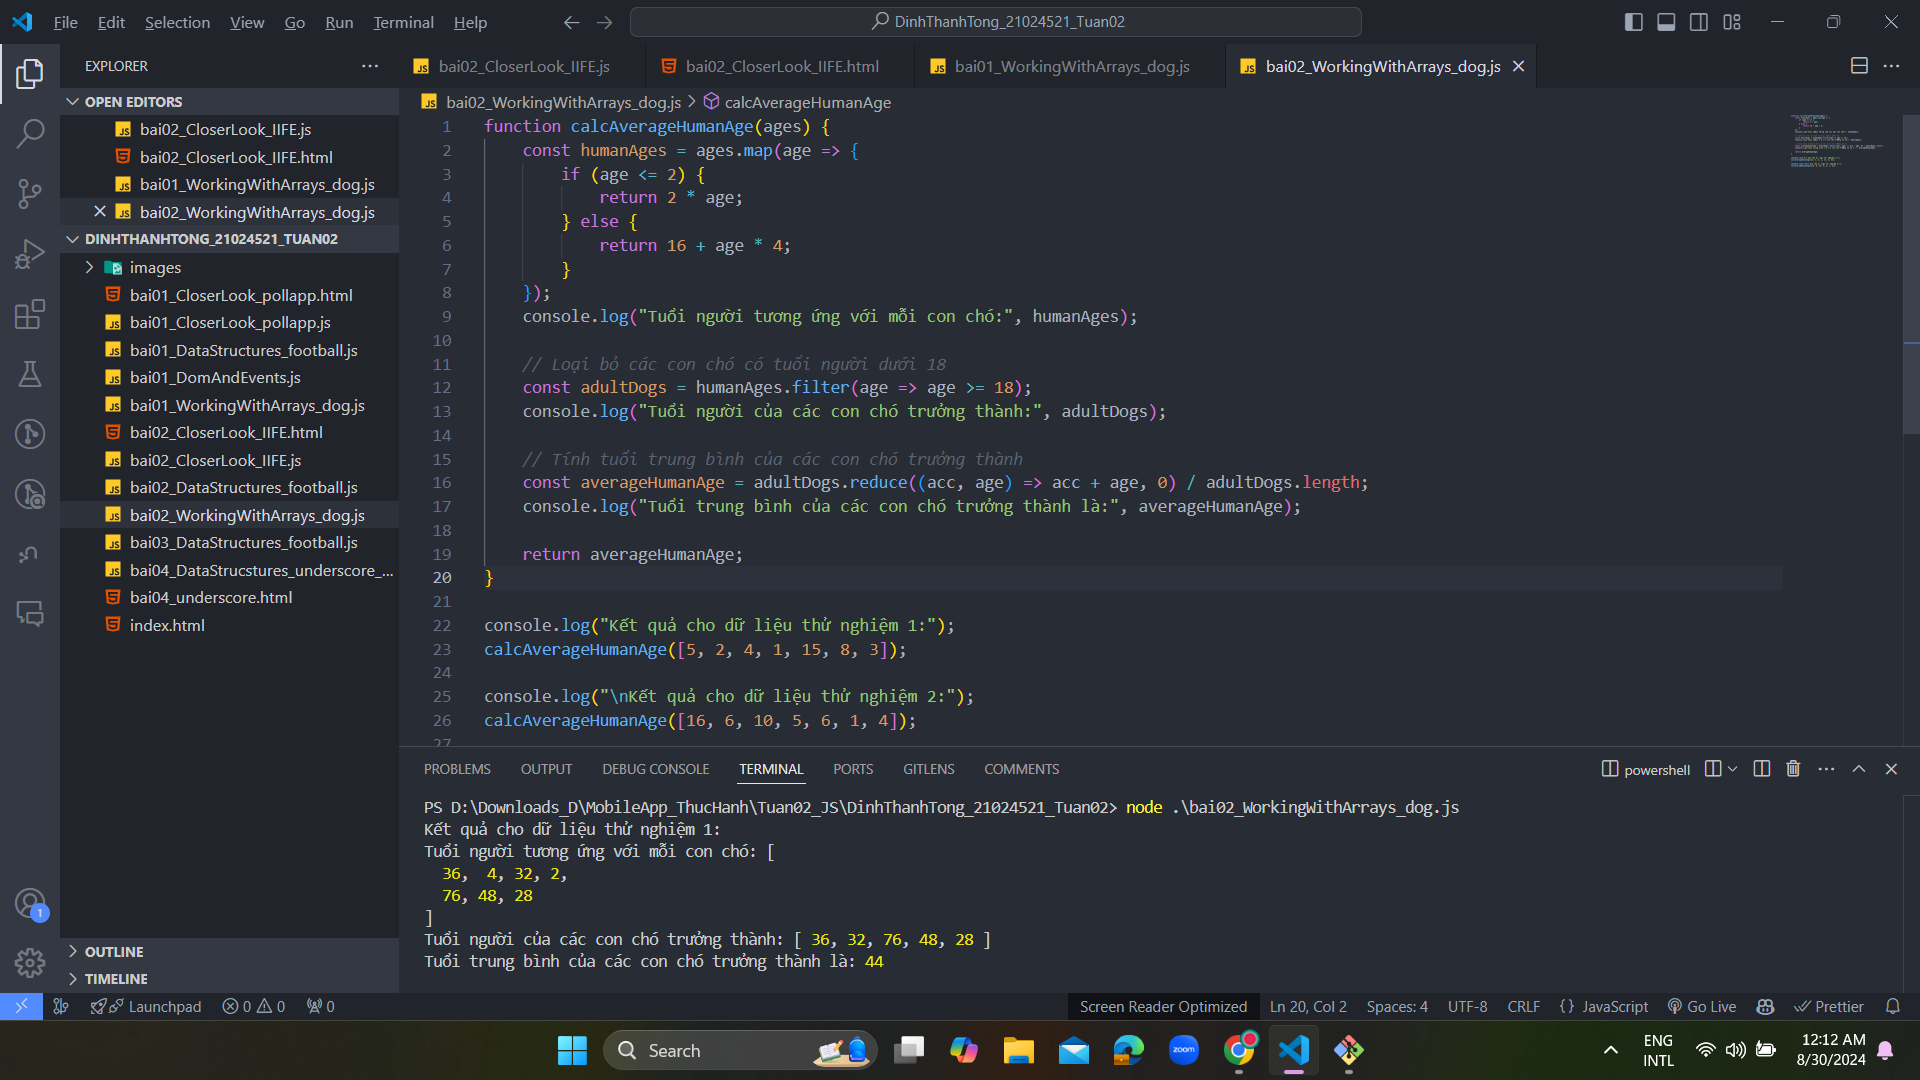 File Edit Selection View Go Run Terminal Help
DinhThanhTong_21024521_Tuan02
EXPLORER
OPEN EDITORS
bai02_CloserLook_IIFE.js
bai02_CloserLook_IIFE.html
bai01_WorkingWithArrays_dog.js
bai02_WorkingWithArrays_dog.js
DINHTHANHTONG_21024521_TUAN02
images
bai01_CloserLook_pollapp.html
bai01_CloserLook_pollapp.js
bai01_DataStructures_football.js
bai01_DomAndEvents.js
bai01_WorkingWithArrays_dog.js
bai02_CloserLook_IIFE.html
bai02_CloserLook_IIFE.js
bai02_DataStructures_football.js
bai02_WorkingWithArrays_dog.js
bai03_DataStructures_football.js
bai04_DataStrucstures_underscore_...
bai04_underscore.html
index.html
OUTLINE
TIMELINE
bai02_CloserLook_IIFE.js bai02_CloserLook_IIFE.html bai01_WorkingWithArrays_dog.js bai02_WorkingWithArrays_dog.js
bai02_WorkingWithArrays_dog.js > calcAverageHumanAge
1 function calcAverageHumanAge(ages) {
2 const humanAges = ages.map(age => {
3 if (age <= 2) {
4 return 2 * age;
5 } else {
6 return 16 + age * 4;
7 }
8 });
9 console.log("Tuổi người tương ứng với mỗi con chó:", humanAges);
10
11 // Loại bỏ các con chó có tuổi người dưới 18
12 const adultDogs = humanAges.filter(age => age >= 18);
13 console.log("Tuổi người của các con chó trưởng thành:", adultDogs);
14
15 // Tính tuổi trung bình của các con chó trưởng thành
16 const averageHumanAge = adultDogs.reduce((acc, age) => acc + age, 0) / adultDogs.length;
17 console.log("Tuổi trung bình của các con chó trưởng thành là:", averageHumanAge);
18
19 return averageHumanAge;
20 }
21
22 console.log("Kết quả cho dữ liệu thử nghiệm 1:");
23 calcAverageHumanAge([5, 2, 4, 1, 15, 8, 3]);
24
25 console.log("\nKết quả cho dữ liệu thử nghiệm 2:");
26 calcAverageHumanAge([16, 6, 10, 5, 6, 1, 4]);
27
PROBLEMS OUTPUT DEBUG CONSOLE TERMINAL PORTS GITLENS COMMENTS
powershell
PS D:\Downloads_D\MobileApp_ThucHanh\Tuan02_JS\DinhThanhTong_21024521_Tuan02> node .\bai02_WorkingWithArrays_dog.js
Kết quả cho dữ liệu thử nghiệm 1:
Tuổi người tương ứng với mỗi con chó: [
36, 4, 32, 2,
76, 48, 28
]
Tuổi người của các con chó trưởng thành: [ 36, 32, 76, 48, 28 ]
Tuổi trung bình của các con chó trưởng thành là: 44
1
Launchpad 0 0 0
Screen Reader Optimized Ln 20, Col 2 Spaces: 4 UTF-8 CRLF {} JavaScript Go Live Prettier
Search
zoom
ENG
INTL
12:12 AM
8/30/2024